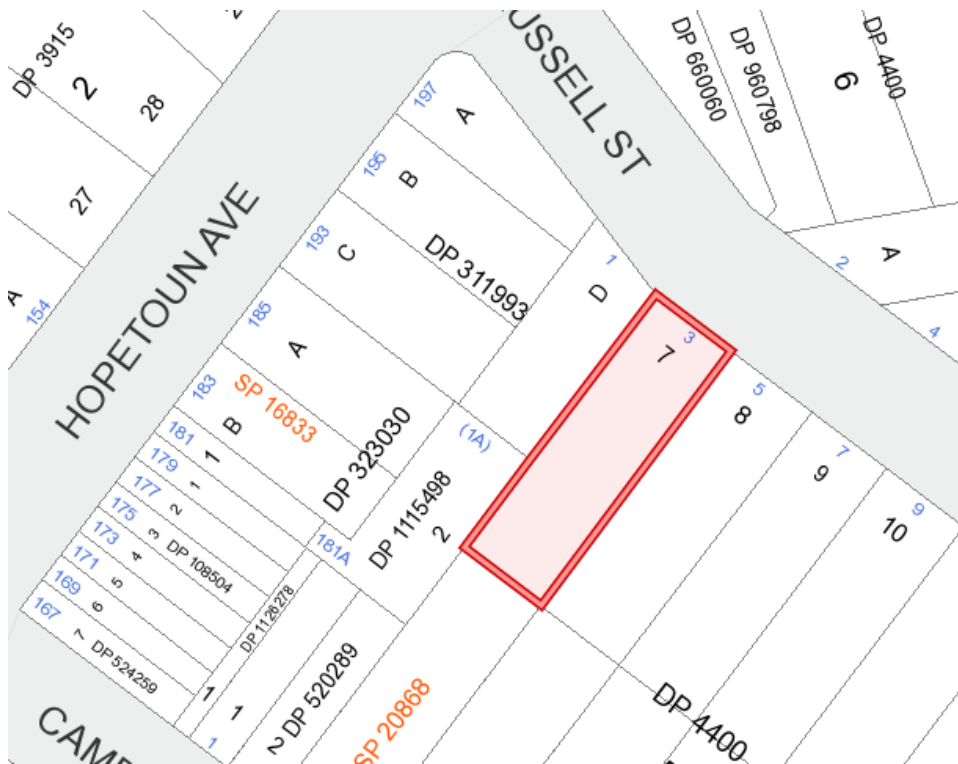 DP 3915
2
28
27
A
154
HOPETOUN AVE
USSELL ST
DP 660060
DP 960798
6
DP 4400
197
A
195
B
193
C
DP 311993
185
A
183
SP 16833
B
DP 323030
181
1
179
1
177
2
175
3
DP 108504
173
4
171
5
169
6
167
7
DP 524259
1
D
3
7
5
8
7
9
9
10
2
A
4
(1A)
DP 1115498
2
181A
DP 1126278
1
1
1
2 DP 520289
SP 20868
DP 4400